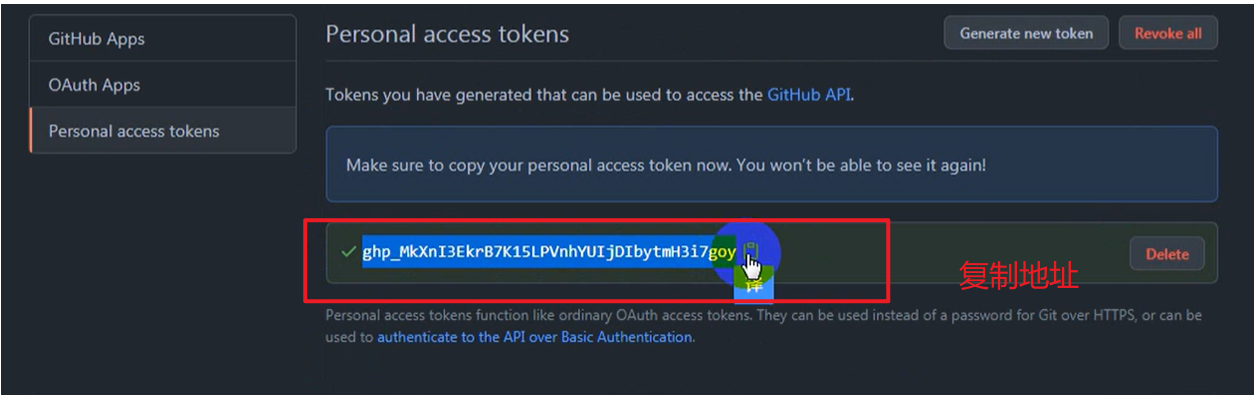 GitHub Apps
OAuth Apps
Personal access tokens
Personal access tokens
Generate new token
Revoke all
Tokens you have generated that can be used to access the GitHub API.
Make sure to copy your personal access token now. You won't be able to see it again!
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
译
Delete
复制地址
Personal access tokens function like ordinary OAuth access tokens. They can be used instead of a password for Git over HTTPS, or can be
used to authenticate to the API over Basic Authentication.